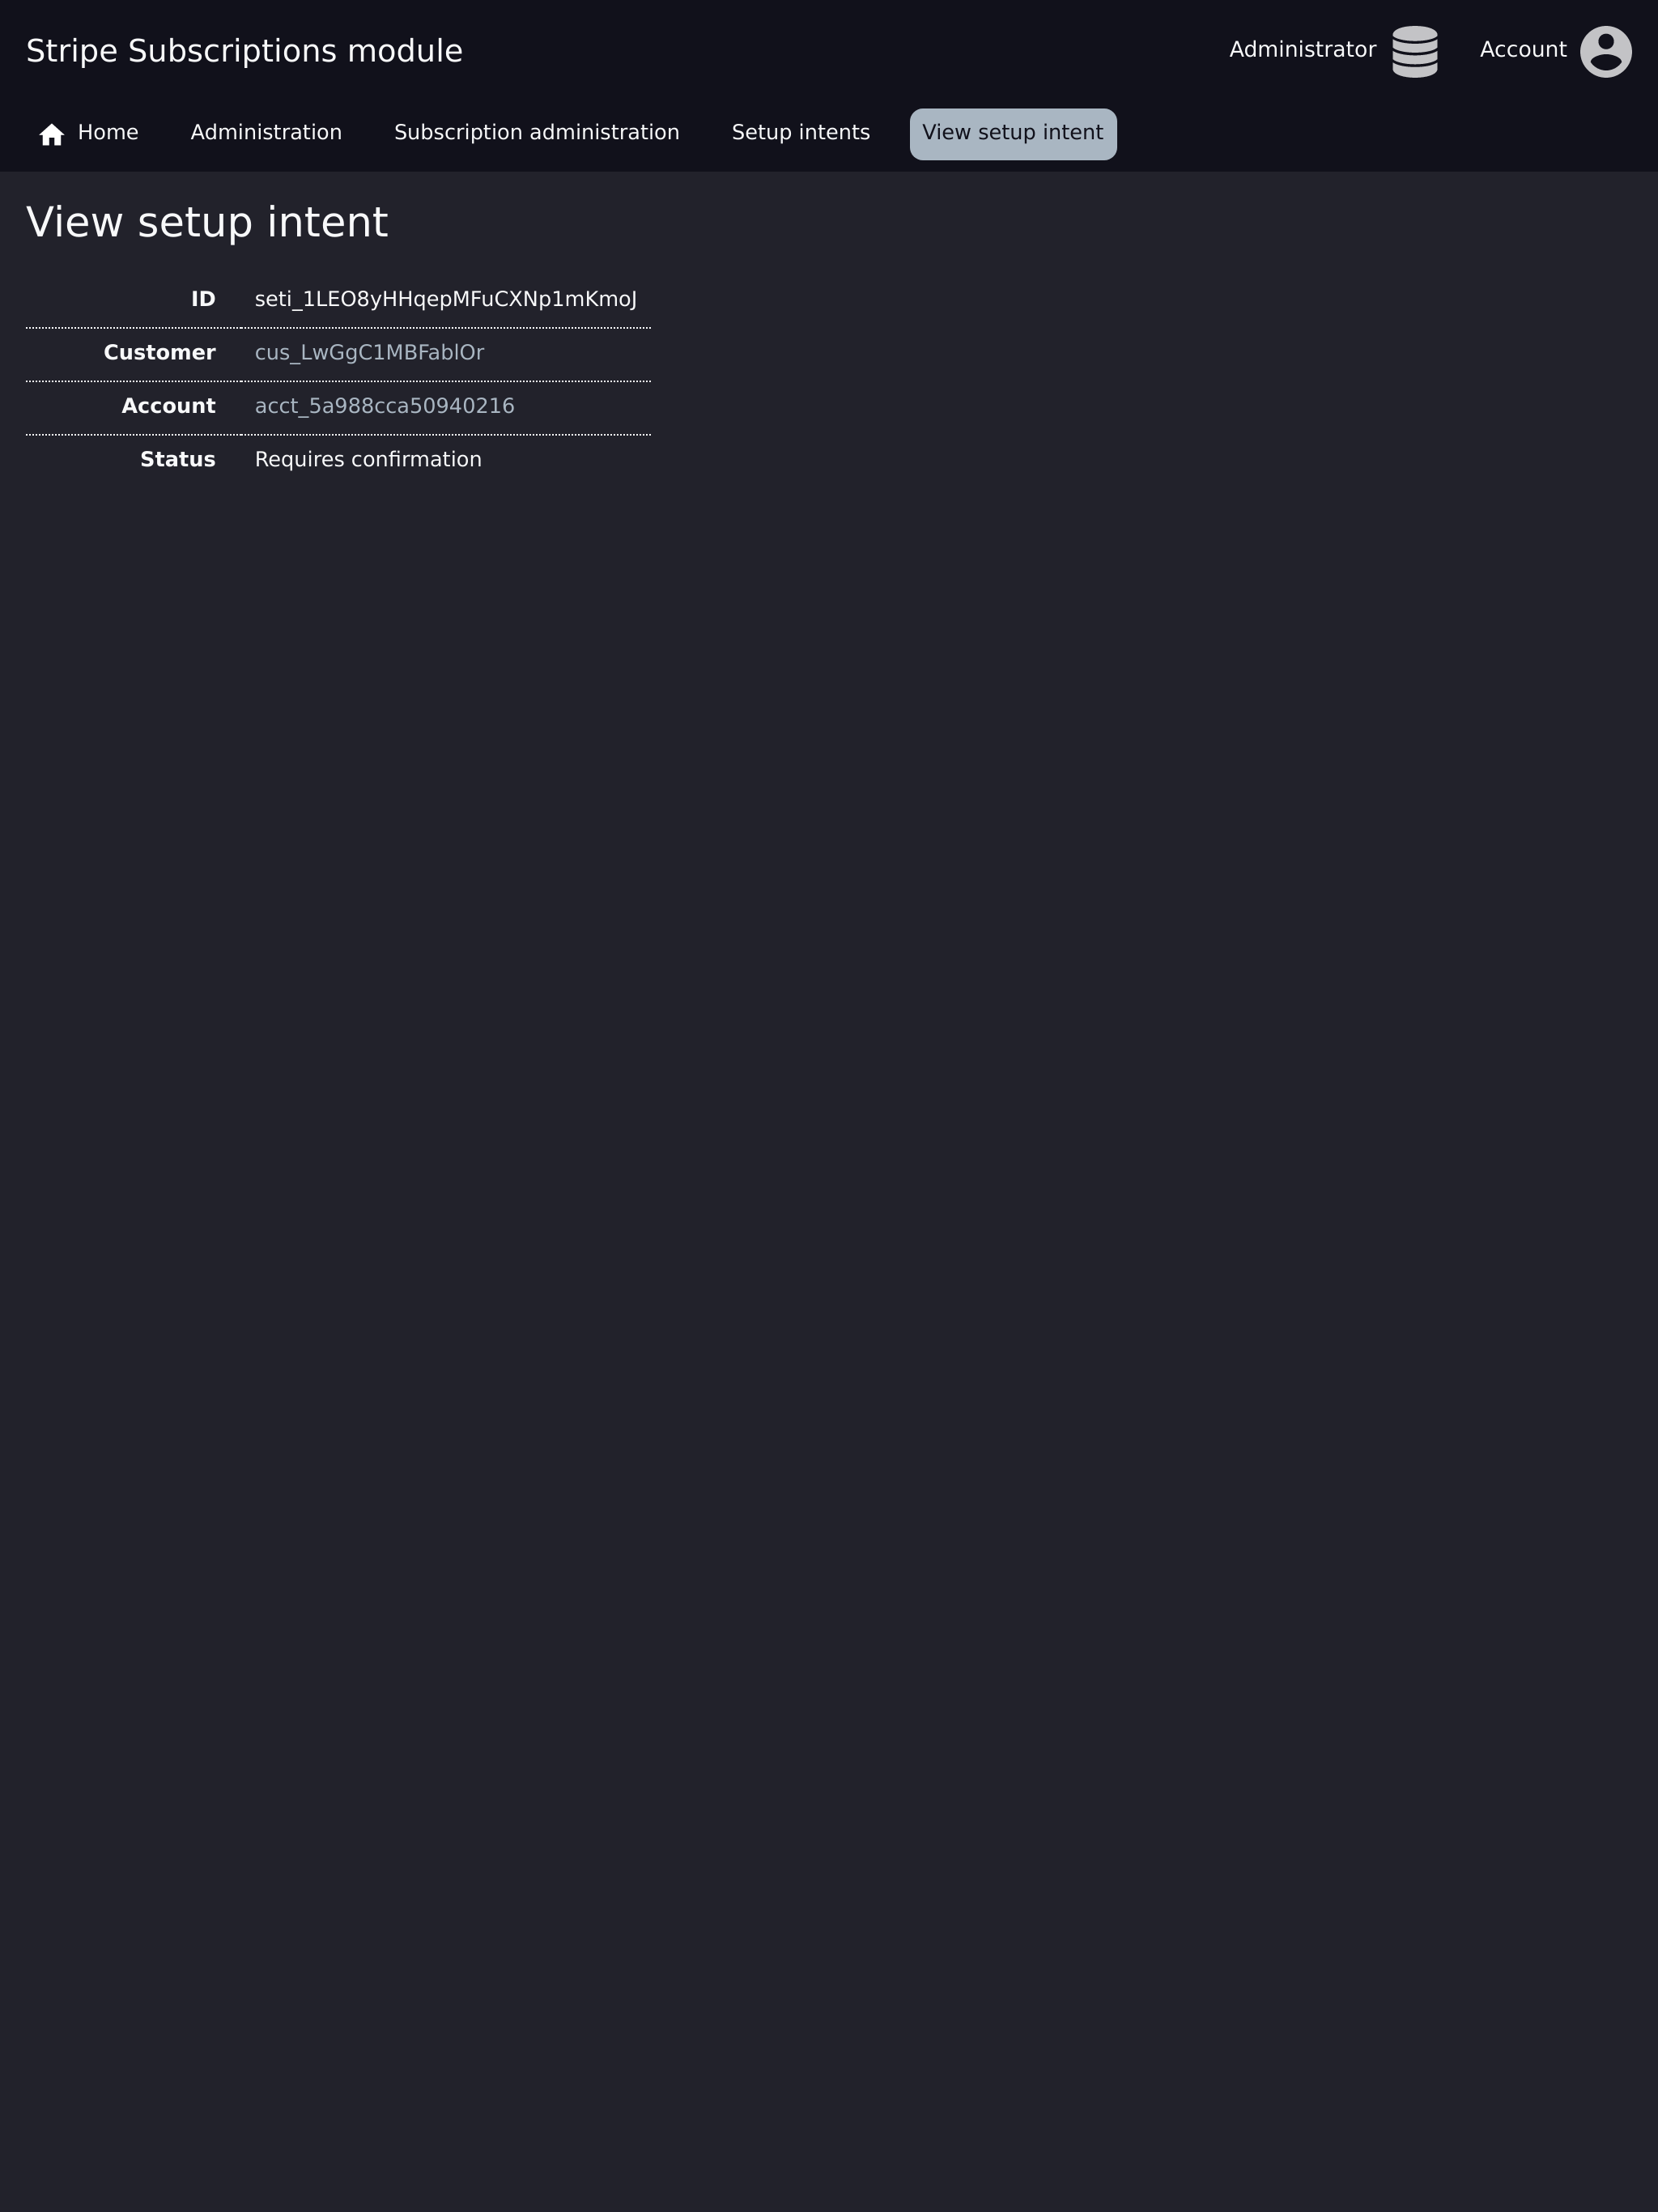 Stripe Subscriptions module
Administrator
Account
Home
Administration
Subscription administration
Setup intents
View setup intent
View setup intent
ID seti_1LEO8yHHqepMFuCXNp1mKmoJ
Customer cus_LwGgC1MBFablOr
Account acct_5a988cca50940216
Status Requires confirmation